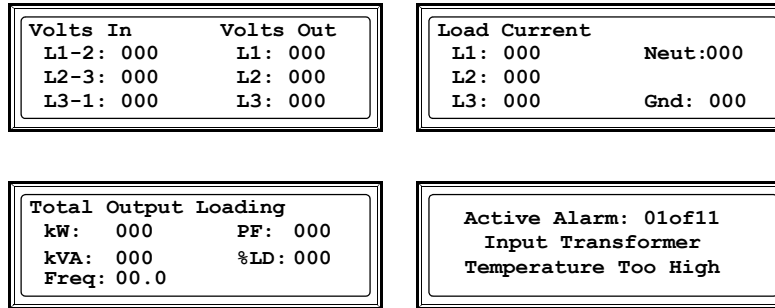 Volts In Volts Out
L1-2: 000 L1: 000
L2-3: 000 L2: 000
L3-1: 000 L3: 000
Load Current
L1: 000 Neut:000
L2: 000
L3: 000 Gnd: 000
Total Output Loading
kW: 000 PF: 000
kVA: 000 %LD: 000
Freq: 00.0
Active Alarm: 01of11
Input Transformer
Temperature Too High